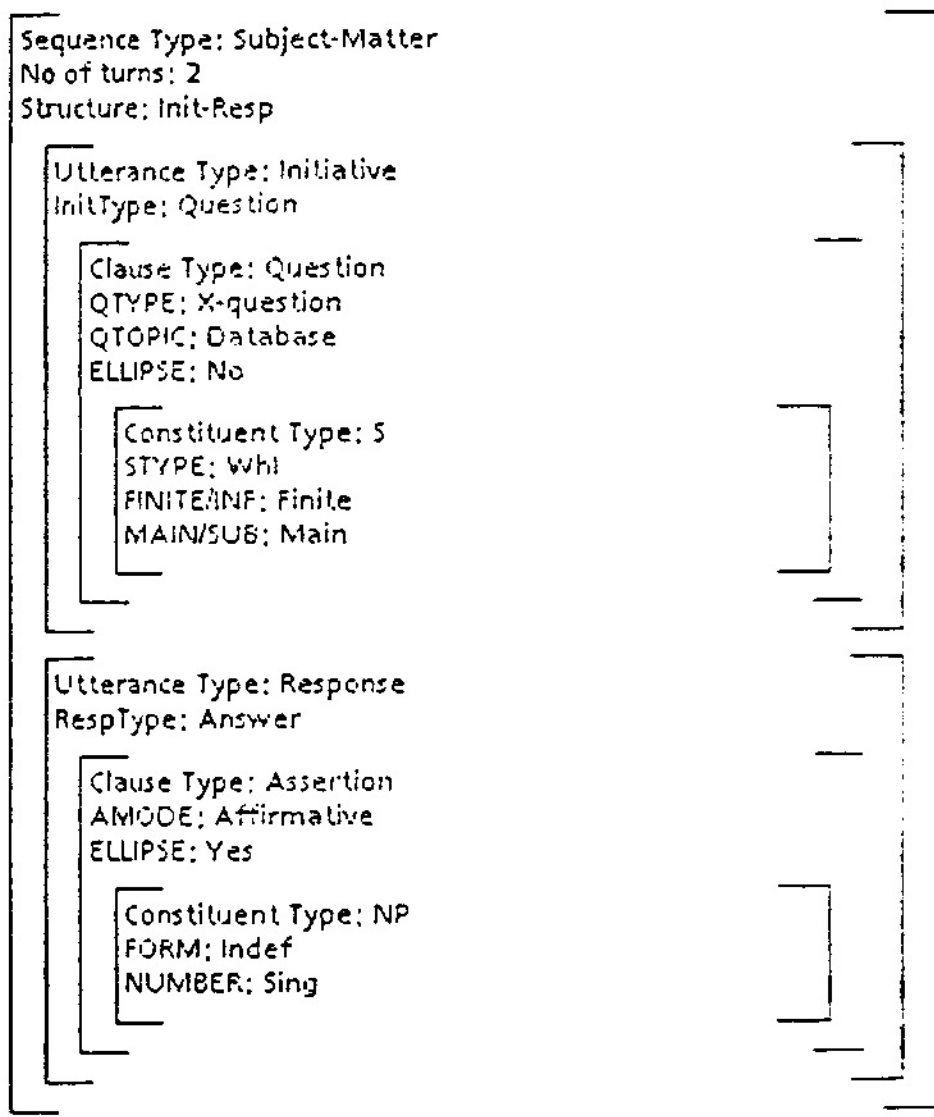 Sequence Type: Subject-Matter
No of turns: 2
Structure: Init-Resp
Utterance Type: Initiative
InitType: Question
Clause Type: Question
QTYPE: X-question
QTOPIC: Database
ELLIPSE: No
Constituent Type: S
STYPE: Whl
FINITE/INF: Finite
MAIN/SUB: Main
Utterance Type: Response
RespType: Answer
Clause Type: Assertion
AMODE: Affirmative
ELLIPSE: Yes
Constituent Type: NP
FORM: Indef
NUMBER: Sing